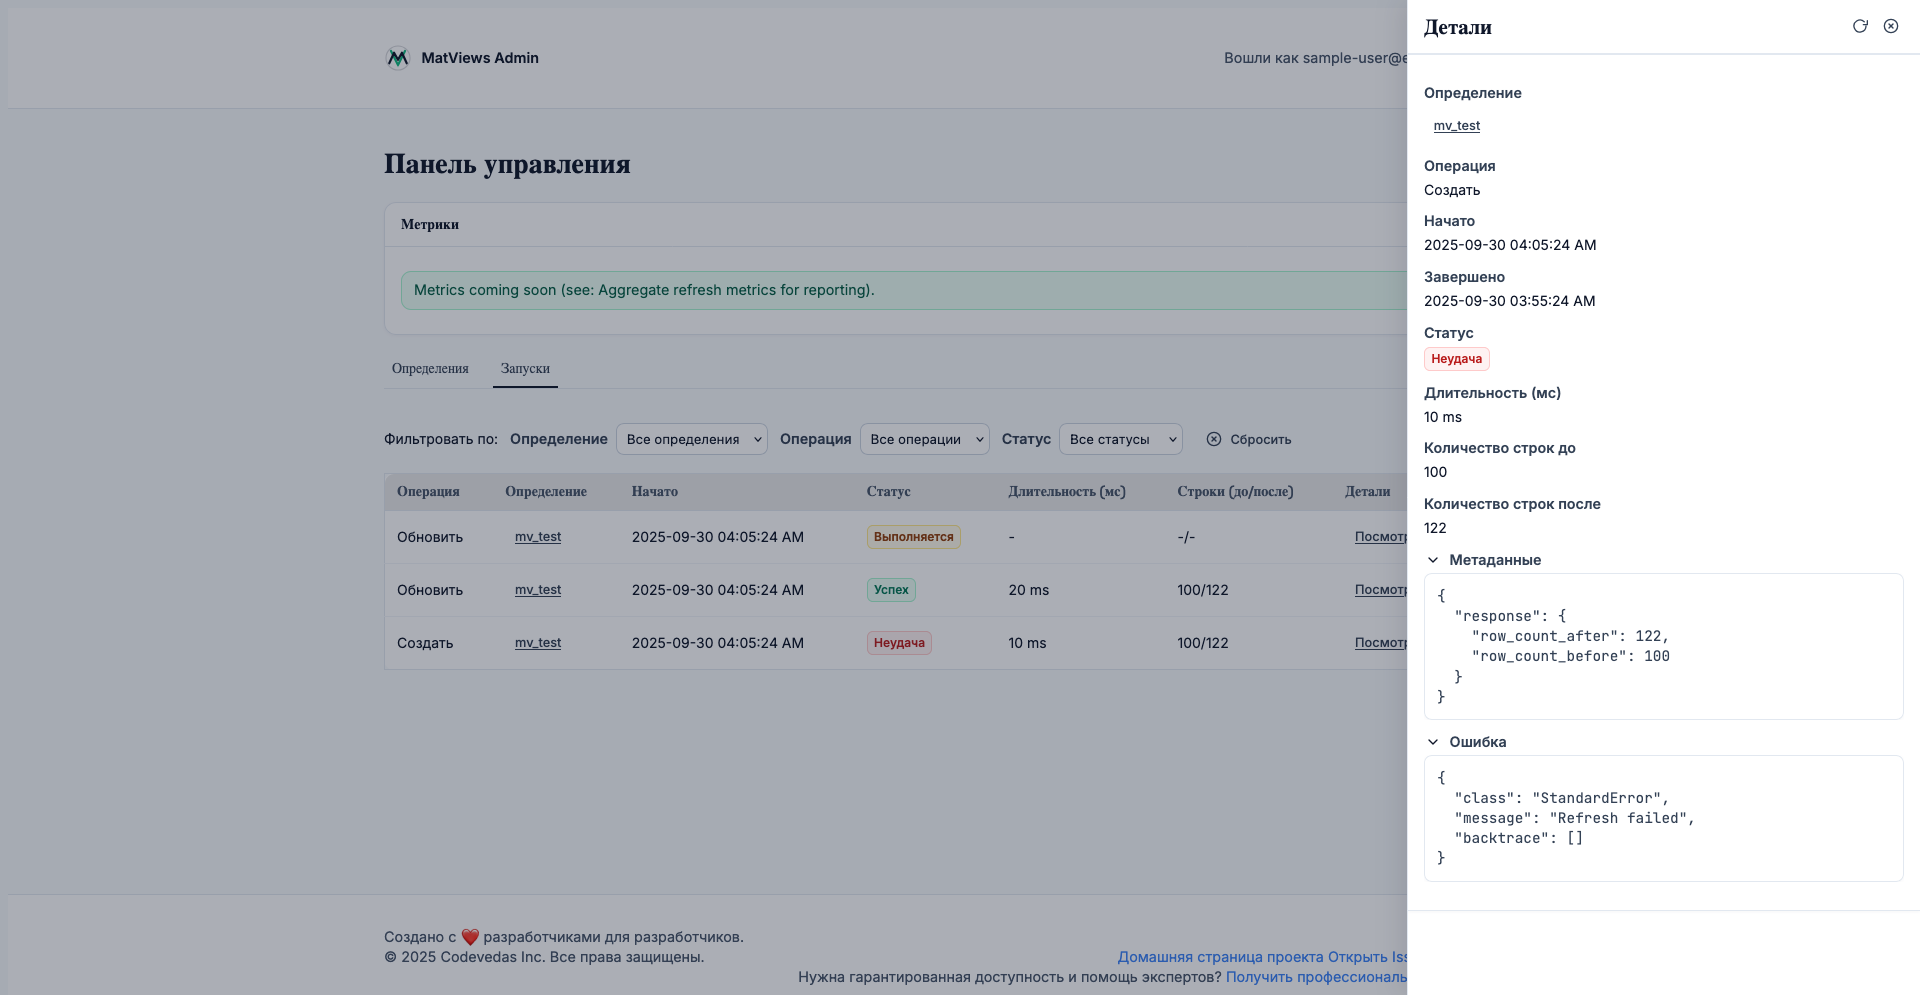 MatViews Admin
Вошли как sample-user@e
Панель управления
Метрики
Metrics coming soon (see: Aggregate refresh metrics for reporting).
Определения Запуски
Фильтровать по: Определение Все определения Операция Все операции Статус Все статусы Сбросить
Операция Определение Начато Статус Длительность (мс) Строки (до/после) Детали
Обновить mv_test 2025-09-30 04:05:24 AM Выполняется - -/- Посмотр
Обновить mv_test 2025-09-30 04:05:24 AM Успех 20 ms 100/122 Посмотр
Создать mv_test 2025-09-30 04:05:24 AM Неудача 10 ms 100/122 Посмотр
Создано с ❤️ разработчиками для разработчиков.
© 2025 Codevedas Inc. Все права защищены.
Домашняя страница проекта Открыть Iss
Нужна гарантированная доступность и помощь экспертов? Получить профессиональ
Детали
Определение
mv_test
Операция
Создать
Начато
2025-09-30 04:05:24 AM
Завершено
2025-09-30 03:55:24 AM
Статус
Неудача
Длительность (мс)
10 ms
Количество строк до
100
Количество строк после
122
Метаданные
{
"response": {
"row_count_after": 122,
"row_count_before": 100
}
}
Ошибка
{
"class": "StandardError",
"message": "Refresh failed",
"backtrace": []
}